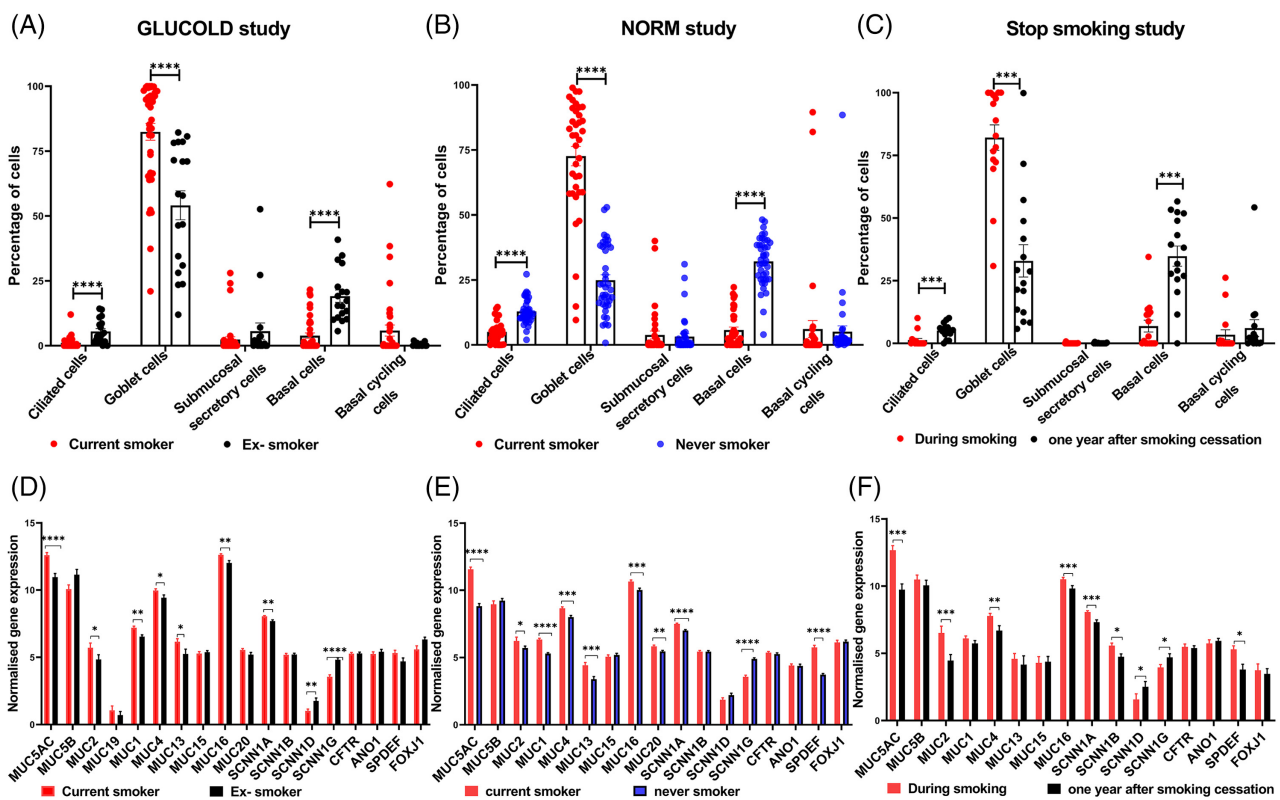 (A)
GLUCOLD study
Percentage of cells
100
75
50
25
0
****
****
****
Ciliated cells
Goblet cells
Submucosal
secretory cells
Basal cells
Basal cycling
cells
Current smoker
Ex- smoker
(B)
NORM study
Percentage of cells
100
75
50
25
0
****
****
****
Ciliated cells
Goblet cells
Submucosal
secretory cells
Basal cells
Basal cycling
cells
Current smoker
Never smoker
(C)
Stop smoking study
Percentage of cells
100
75
50
25
0
***
***
***
Ciliated cells
Goblet cells
Submucosal
secretory cells
Basal cells
Basal cycling
cells
During smoking
one year after smoking cessation
(D)
Normalised gene expression
15
10
5
0
****
*
**
*
*
**
**
**
****
MUC5AC
MUC5B
MUC2
MUC19
MUC1
MUC4
MUC13
MUC15
MUC16
MUC20
SCNN1A
SCNN1B
SCNN1D
SCNN1G
CFTR
ANO1
SPDEF
FOXJ1
Current smoker
Ex- smoker
(E)
Normalised gene expression
15
10
5
0
****
*
****
***
***
***
**
****
****
****
MUC5AC
MUC5B
MUC2
MUC1
MUC4
MUC13
MUC15
MUC16
MUC20
SCNN1A
SCNN1B
SCNN1D
SCNN1G
CFTR
ANO1
SPDEF
FOXJ1
current smoker
never smoker
(F)
Normalised gene expression
15
10
5
0
***
***
**
***
***
*
*
*
*
MUC5AC
MUC5B
MUC2
MUC1
MUC4
MUC13
MUC15
MUC16
SCNN1A
SCNN1B
SCNN1D
SCNN1G
CFTR
ANO1
SPDEF
FOXJ1
During smoking
one year after smoking cessation